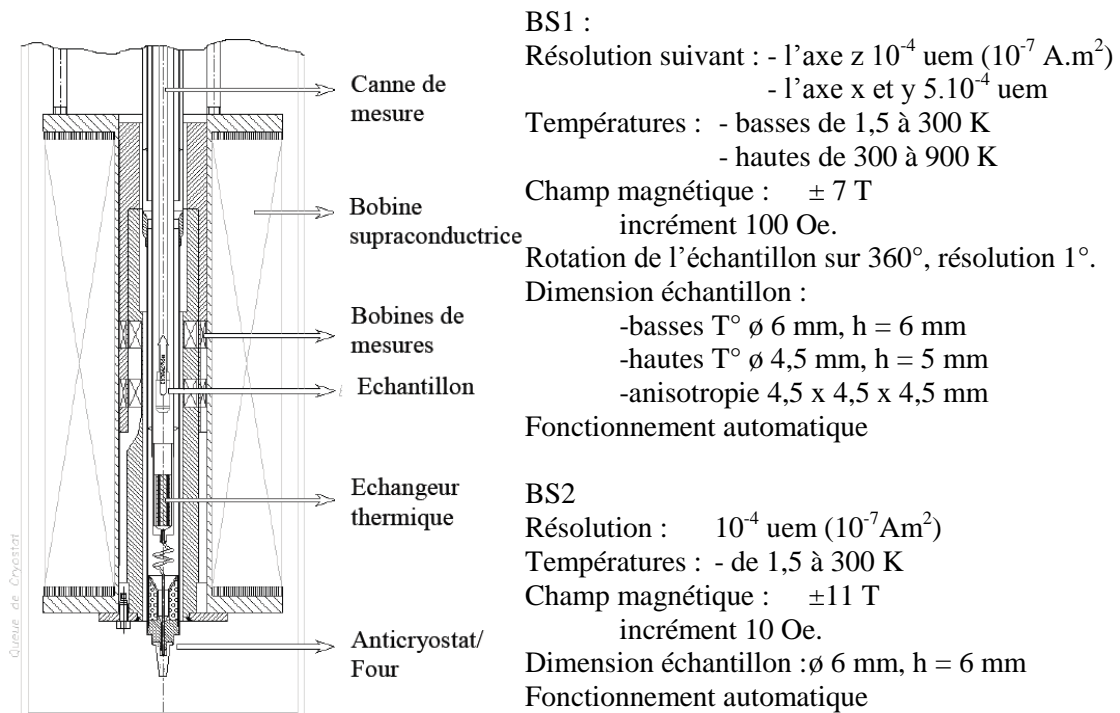 Queue de Cryostat
Canne de
mesure
Bobine
supraconductrice
Bobines de
mesures
Echantillon
Echangeur
thermique
Anticryostat/
Four
BS1 :
Résolution suivant : - l’axe z 10⁻⁴ uem (10⁻⁷ A.m²)
- l’axe x et y 5.10⁻⁴ uem
Températures : - basses de 1,5 à 300 K
- hautes de 300 à 900 K
Champ magnétique : ± 7 T
incrément 100 Oe.
Rotation de l’échantillon sur 360°, résolution 1°.
Dimension échantillon :
-basses T° ø 6 mm, h = 6 mm
-hautes T° ø 4,5 mm, h = 5 mm
-anisotropie 4,5 x 4,5 x 4,5 mm
Fonctionnement automatique
BS2
Résolution : 10⁻⁴ uem (10⁻⁷Am²)
Températures : - de 1,5 à 300 K
Champ magnétique : ±11 T
incrément 10 Oe.
Dimension échantillon :ø 6 mm, h = 6 mm
Fonctionnement automatique